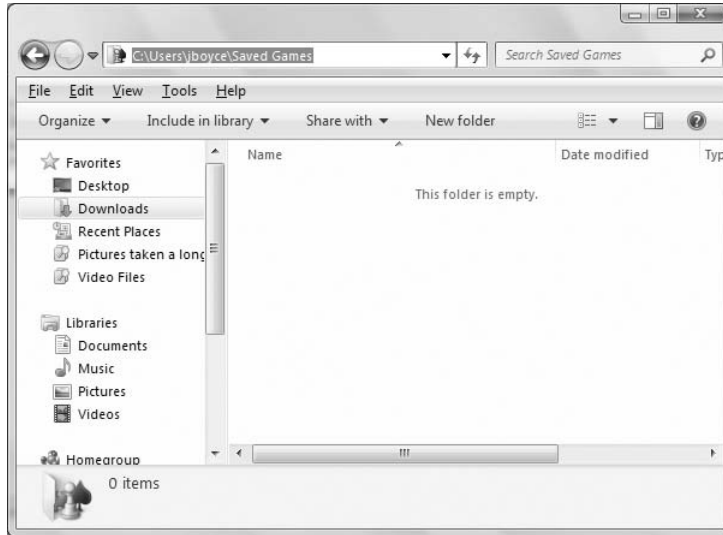 C:\Users\jboyce\Saved Games
Search Saved Games
File Edit View Tools Help
Organize Include in library Share with New folder
Name Date modified Typ
This folder is empty.
Favorites
Desktop
Downloads
Recent Places
Pictures taken a long
Video Files
Libraries
Documents
Music
Pictures
Videos
Homegroup
0 items